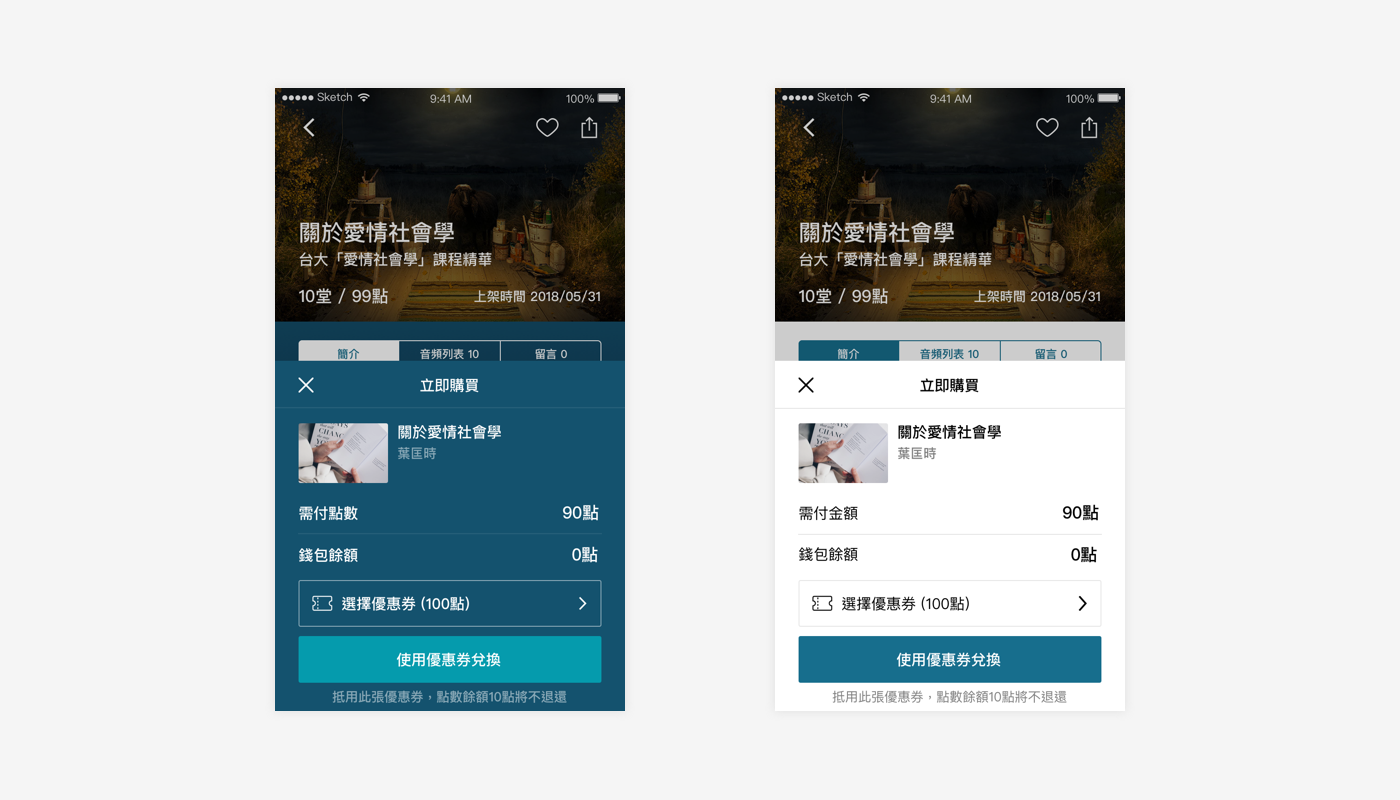 Sketch 9:41 AM 100%
關於愛情社會學
台大「愛情社會學」課程精華
10堂 / 99點 上架時間 2018/05/31
簡介 音頻列表 10 留言 0
立即購買
關於愛情社會學
葉匡時
需付點數 90點
錢包餘額 0點
選擇優惠券 (100點)
使用優惠券兌換
抵用此張優惠券，點數餘額10點將不退還
Sketch 9:41 AM 100%
關於愛情社會學
台大「愛情社會學」課程精華
10堂 / 99點 上架時間 2018/05/31
簡介 音頻列表 10 留言 0
立即購買
關於愛情社會學
葉匡時
需付金額 90點
錢包餘額 0點
選擇優惠券 (100點)
使用優惠券兌換
抵用此張優惠券，點數餘額10點將不退還